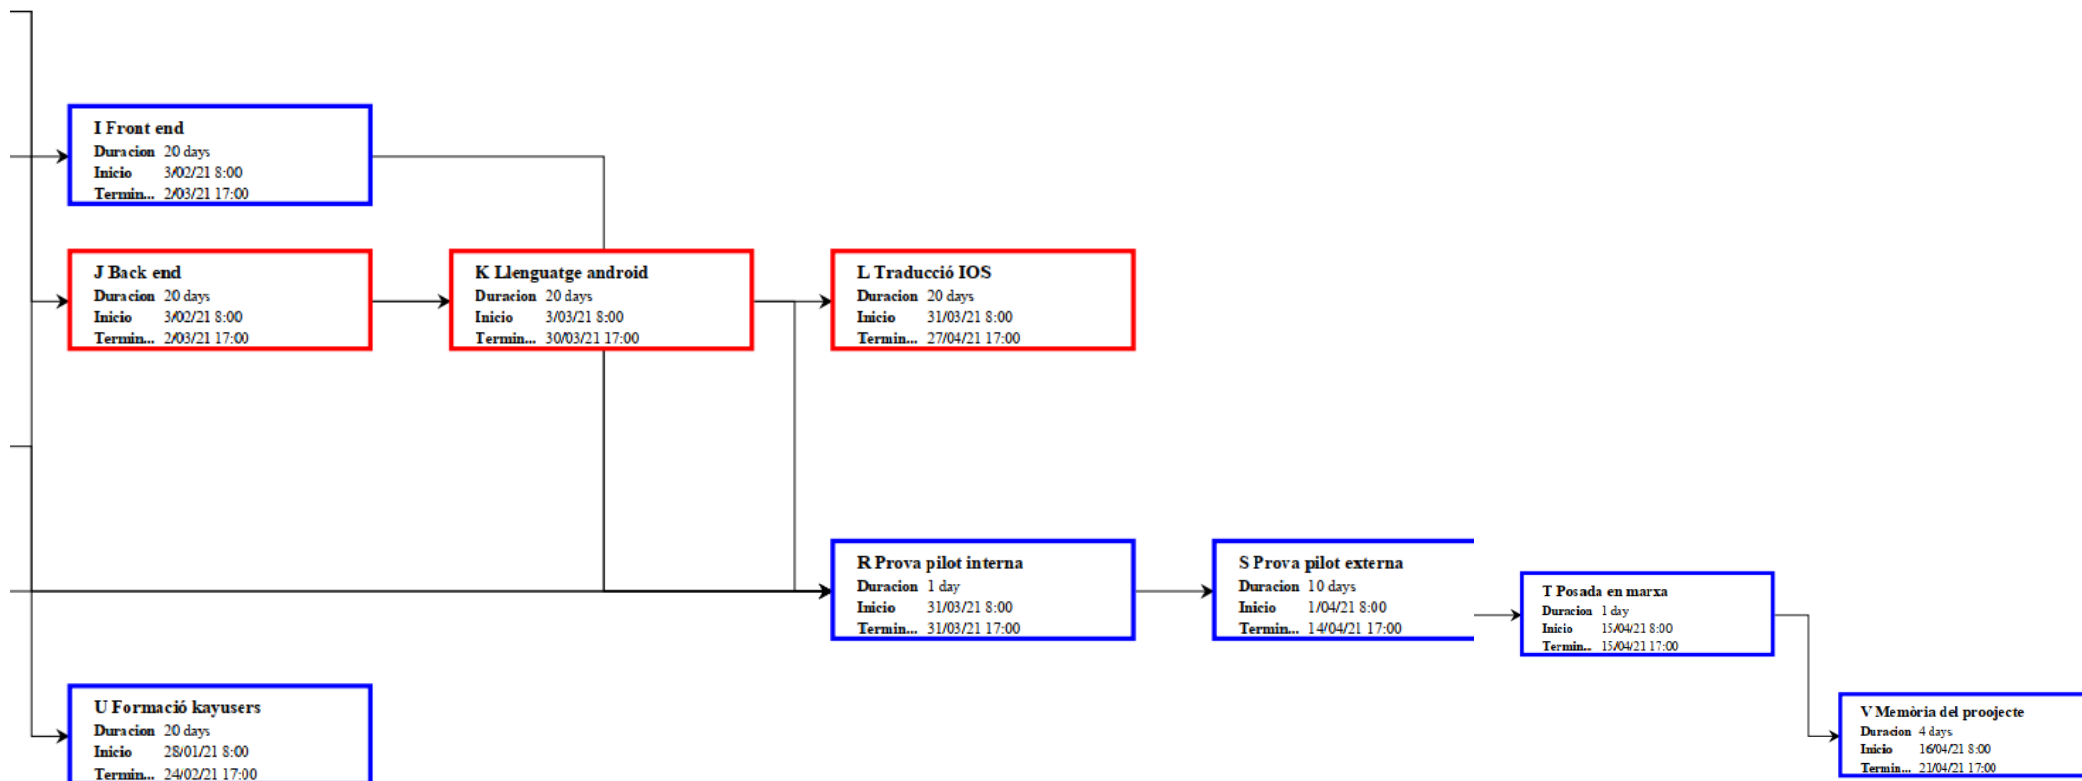 I Front end
Duracion 20 days
Inicio 3/02/21 8:00
Termin... 2/03/21 17:00
J Back end
Duracion 20 days
Inicio 3/02/21 8:00
Termin... 2/03/21 17:00
K Llenguatge android
Duracion 20 days
Inicio 3/03/21 8:00
Termin... 30/03/21 17:00
L Traducció IOS
Duracion 20 days
Inicio 31/03/21 8:00
Termin... 27/04/21 17:00
R Prova pilot interna
Duracion 1 day
Inicio 31/03/21 8:00
Termin... 31/03/21 17:00
S Prova pilot externa
Duracion 10 days
Inicio 1/04/21 8:00
Termin... 14/04/21 17:00
T Posada en marxa
Duracion 1 day
Inicio 15/04/21 8:00
Termin... 15/04/21 17:00
U Formació kayusers
Duracion 20 days
Inicio 28/01/21 8:00
Termin... 24/02/21 17:00
V Memòria del proojecte
Duracion 4 days
Inicio 16/04/21 8:00
Termin... 21/04/21 17:00